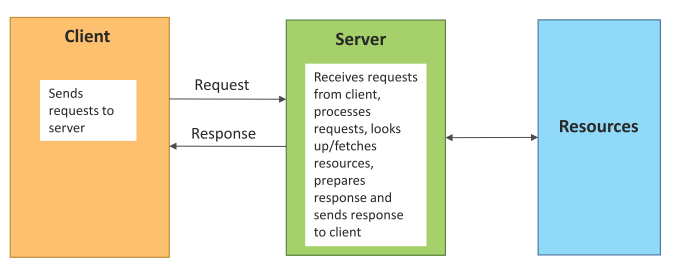 Client
Sends
requests to
server
Request
Response
Server
Receives requests
from client,
processes
requests, looks
up/fetches
resources,
prepares
response and
sends response
to client
Resources